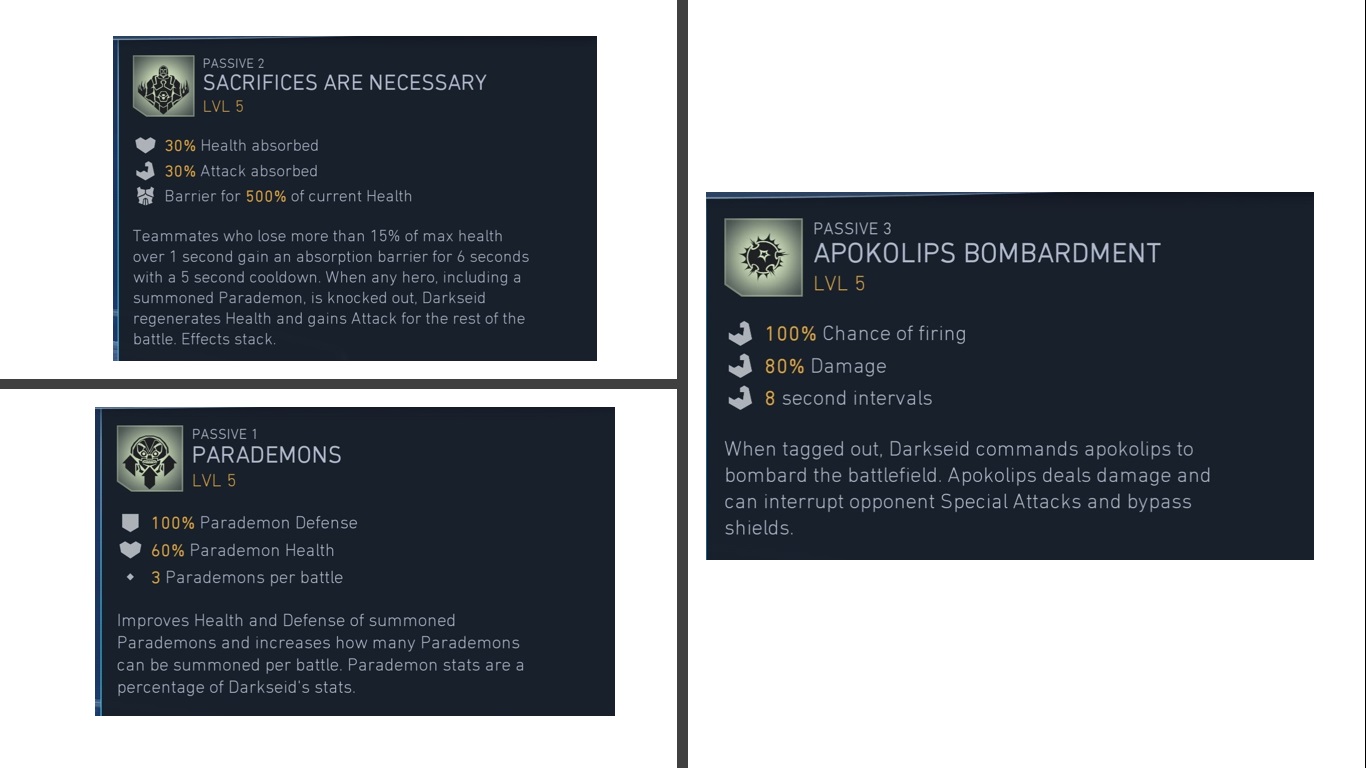 PASSIVE 2
SACRIFICES ARE NECESSARY
LVL 5
30% Health absorbed
30% Attack absorbed
Barrier for 500% of current Health
Teammates who lose more than 15% of max health
over 1 second gain an absorption barrier for 6 seconds
with a 5 second cooldown. When any hero, including a
summoned Parademon, is knocked out, Darkseid
regenerates Health and gains Attack for the rest of the
battle. Effects stack.
PASSIVE 1
PARADEMONS
LVL 5
100% Parademon Defense
60% Parademon Health
3 Parademons per battle
Improves Health and Defense of summoned
Parademons and increases how many Parademons
can be summoned per battle. Parademon stats are a
percentage of Darkseid's stats.
PASSIVE 3
APOKOLIPS BOMBARDMENT
LVL 5
100% Chance of firing
80% Damage
8 second intervals
When tagged out, Darkseid commands apokolips to
bombard the battlefield. Apokolips deals damage and
can interrupt opponent Special Attacks and bypass
shields.